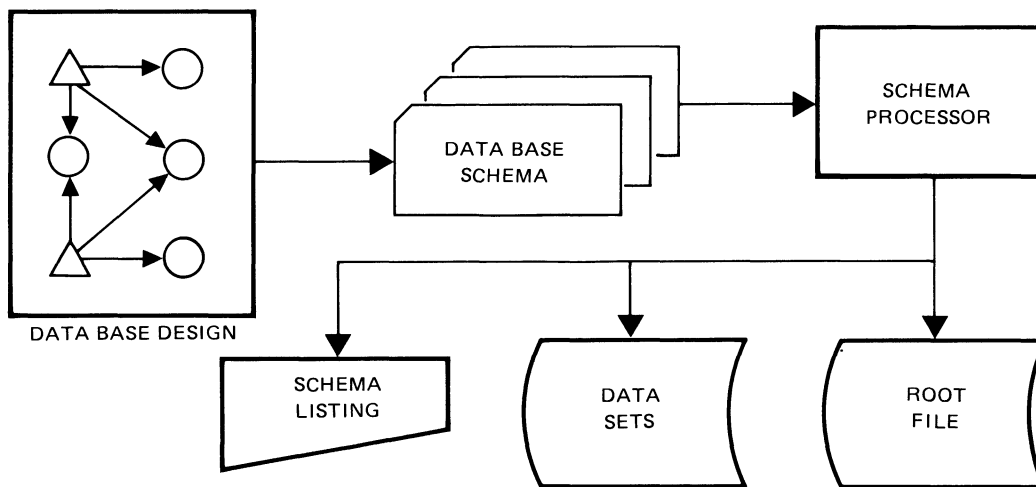 DATA BASE DESIGN
DATA BASE
SCHEMA
SCHEMA
PROCESSOR
SCHEMA
LISTING
DATA
SETS
ROOT
FILE